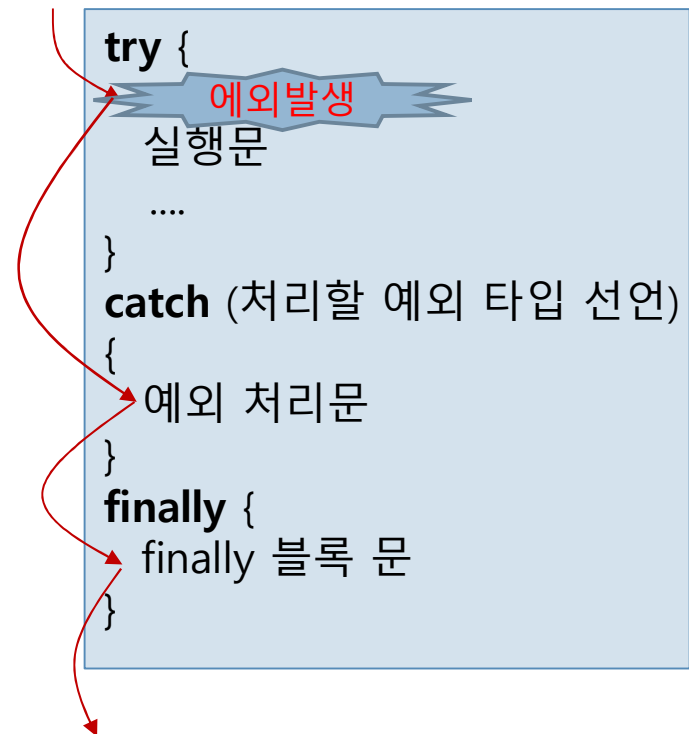 try {
에외발생
실행문
....
}
catch (처리할 예외 타입 선언)
{
예외 처리문
}
finally {
finally 블록 문
}